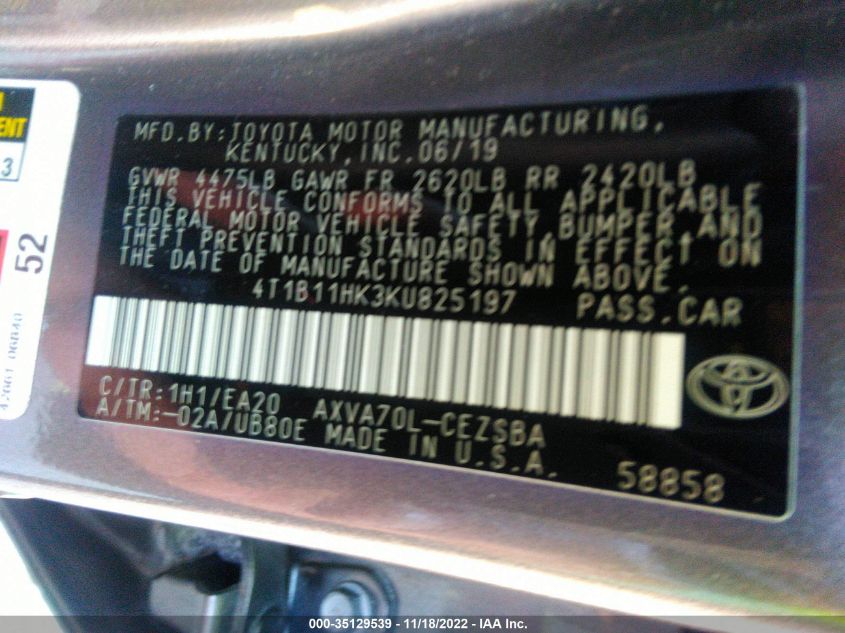 MFD.BY:TOYOTA MOTOR MANUFACTURING,
KENTUCKY,INC.06/19
GVWR 4475LB GAWR FR 2620LB RR 2420LB
THIS VEHICLE CONFORMS TO ALL APPLICABLE
FEDERAL MOTOR VEHICLE SAFETY,BUMPER,AND
THEFT PREVENTION STANDARDS IN EFFECT ON
THE DATE OF MANUFACTURE SHOWN ABOVE.
4T1B11HK3KU825197 PASS.CAR
C/TR:1H1/EA20 AXVA70L-CEZSBA
A/TM:-02A/UB80E MADE IN U.S.A.
58858
52
3
000-35129539 - 11/18/2022 - IAA Inc.